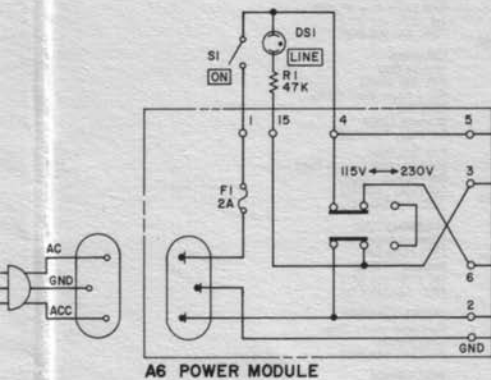 S1
ON
DS1
LINE
R1
47K
1
15
4
5
115V
230V
3
F1
2A
AC
GND
ACC
6
2
GND
A6 POWER MODULE